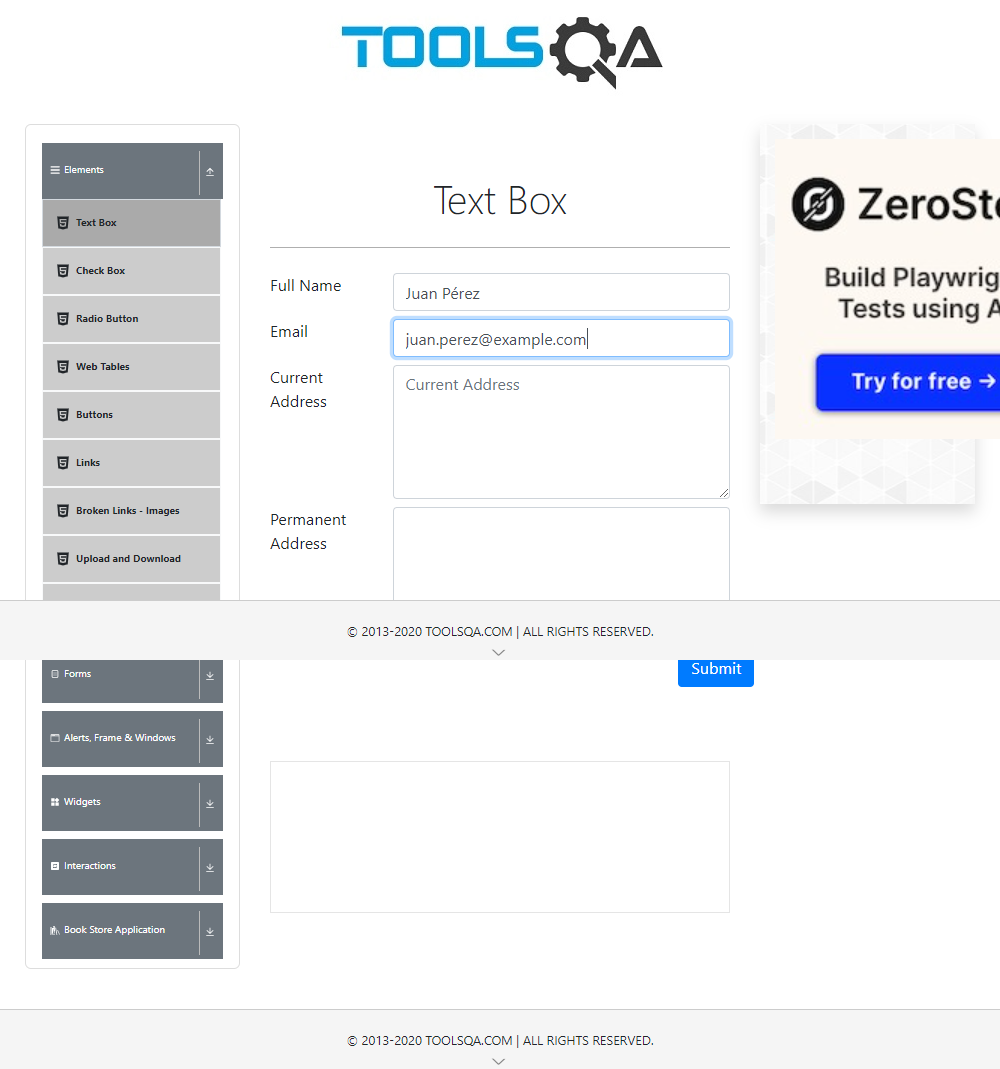 TOOLSQA
Elements
Text Box
Check Box
Radio Button
Web Tables
Buttons
Links
Broken Links - Images
Upload and Download
Text Box
Full Name
Juan Pérez
Email
juan.perez@example.com
Current
Address
Current Address
Permanent
Address
ZeroSte
Build Playwrig
Tests using A
Try for free →
© 2013-2020 TOOLSQA.COM | ALL RIGHTS RESERVED.
Forms
Submit
Alerts, Frame & Windows
Widgets
Interactions
Book Store Application
© 2013-2020 TOOLSQA.COM | ALL RIGHTS RESERVED.